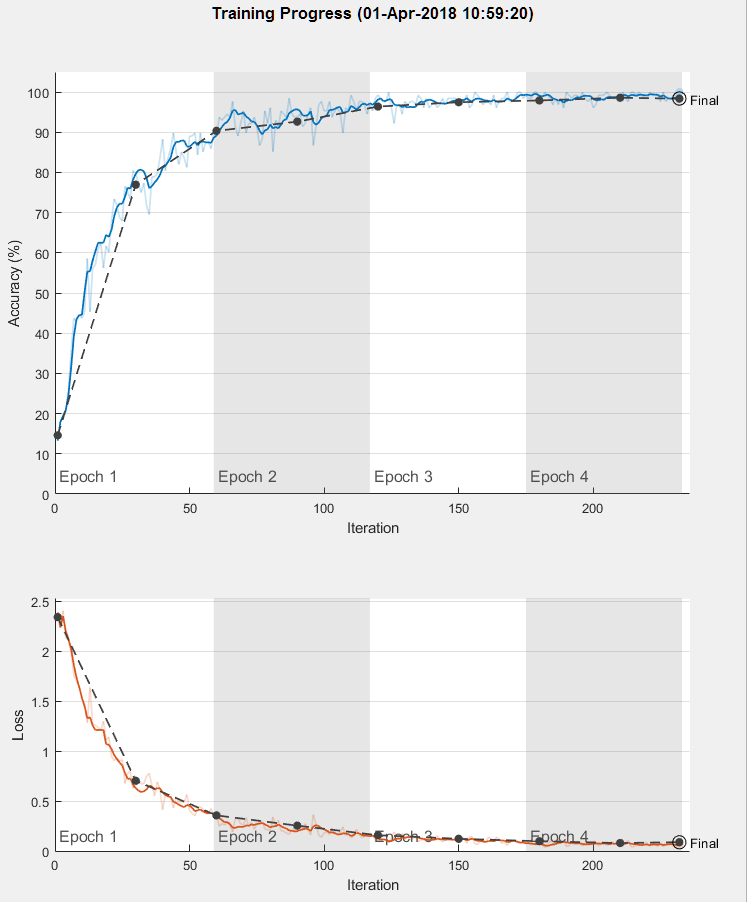 Training Progress (01-Apr-2018 10:59:20)
100
90
80
70
60
50
40
30
20
10
0
Accuracy (%)
Final
Epoch 1 Epoch 2 Epoch 3 Epoch 4
0 50 100 150 200
Iteration
2.5
2
1.5
1
0.5
0
Loss
Epoch 1 Epoch 2 Epoch 3 Epoch 4
Final
0 50 100 150 200
Iteration